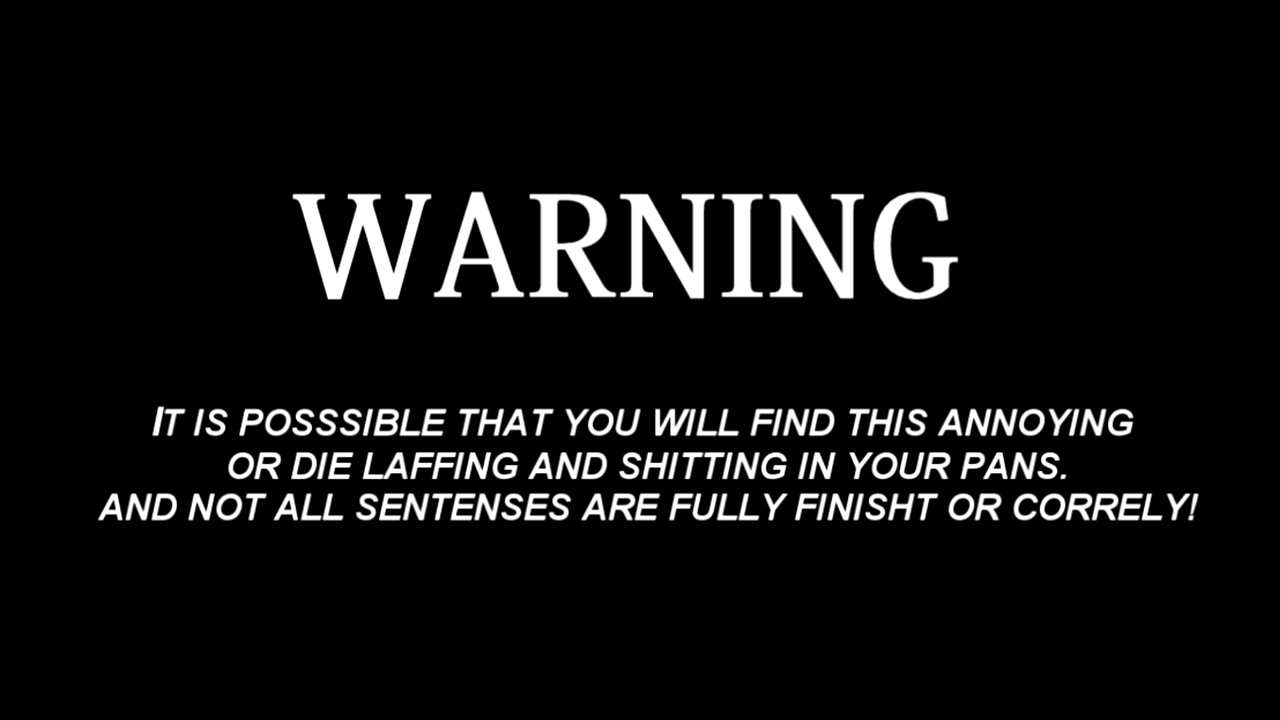 WARNING
IT IS POSSSIBLE THAT YOU WILL FIND THIS ANNOYING
OR DIE LAFFING AND SHITTING IN YOUR PANS.
AND NOT ALL SENTENSES ARE FULLY FINISHT OR CORRELY!